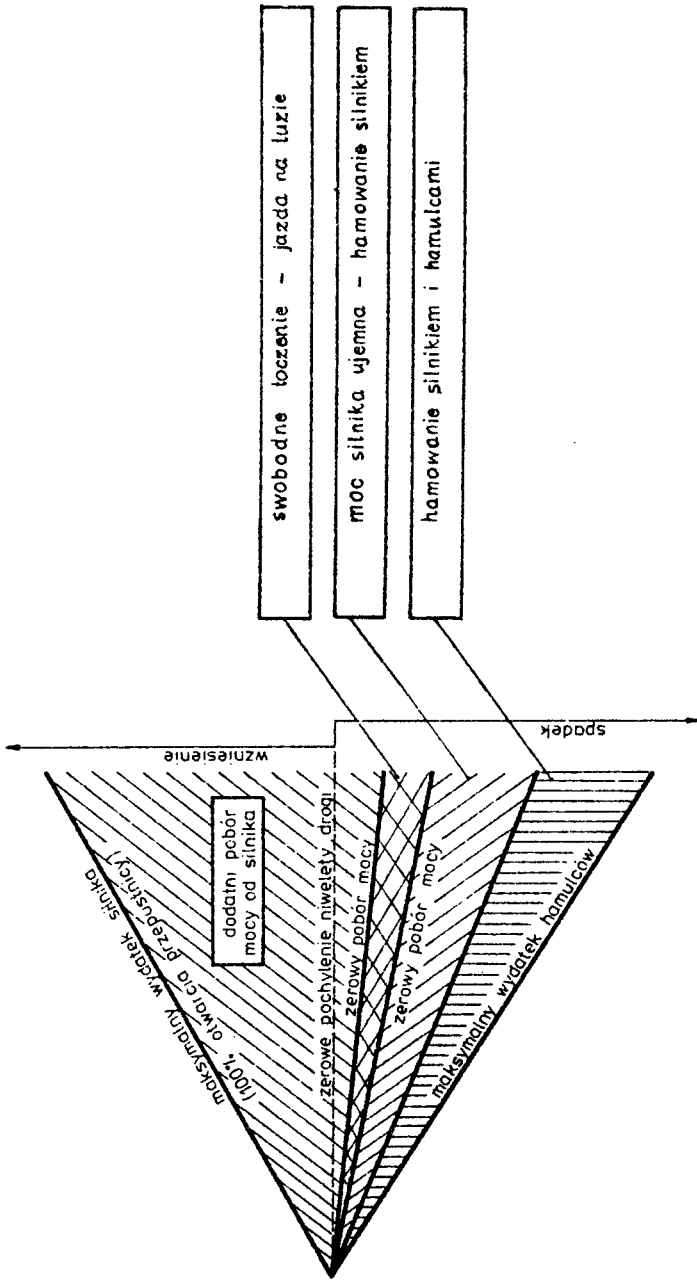 swobodne toczenie – jazda na luzie
moc silnika ujemna – hamowanie silnikiem
hamowanie silnikiem i hamulcami
wzniesienie
spadek
maksymalny wydatek silnika
(100% otwarcia przepustnicy)
dodatni pobór
mocy od silnika
zerowe pochylenie niwelety drogi
zerowy pobór mocy
zerowy pobór mocy
maksymalny wydatek hamulców